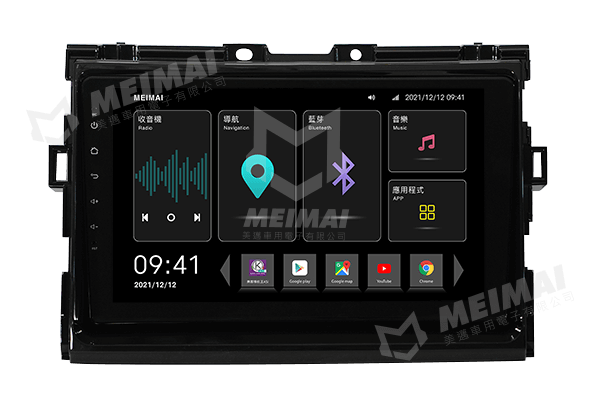 MEIMAI
2021/12/12 09:41
收音機
Radio
導航
Navigation
藍芽
Bluetooth
音樂
Music
應用程式
APP
09:41
2021/12/12
Google play
Google map
YouTube
Chrome
MEIMAI
美邁車用電子有限公司
MEIMAI
美邁車用電子有限公司
MEIMAI
美邁車用電子有限公司